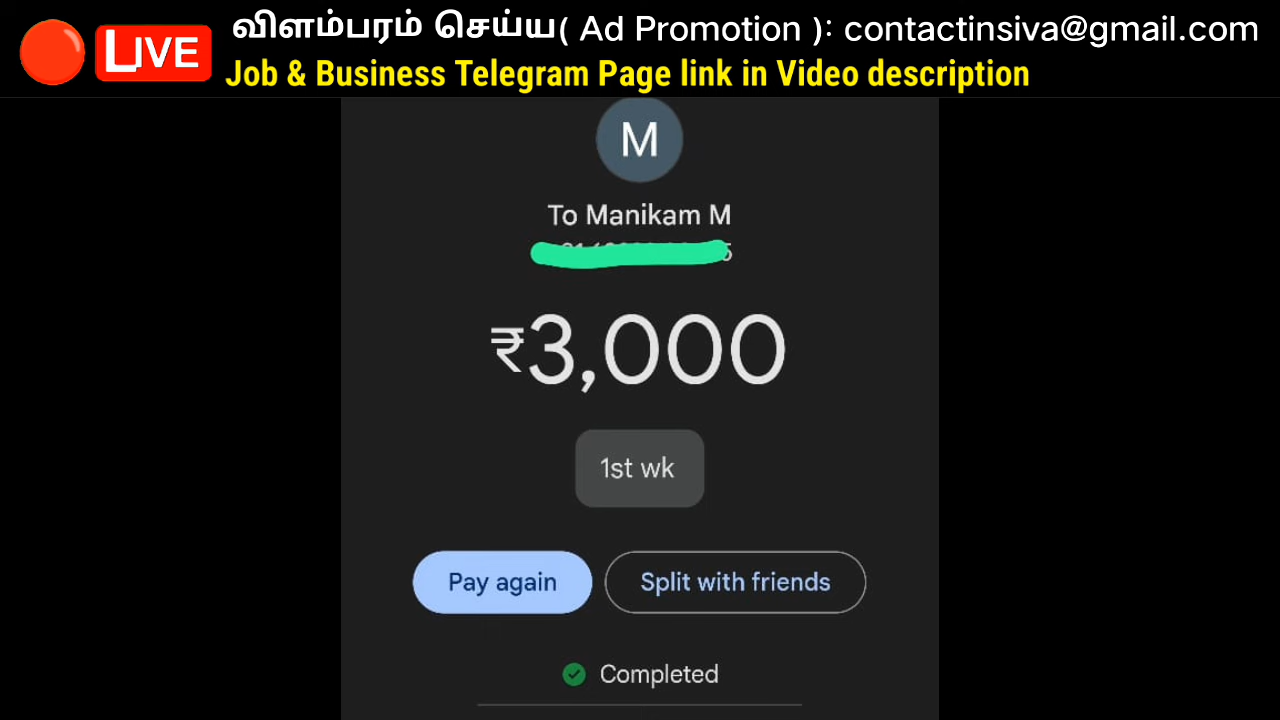 LIVE
விளம்பரம் செய்ய( Ad Promotion ): contactinsiva@gmail.com
Job & Business Telegram Page link in Video description
M
To Manikam M
₹3,000
1st wk
Pay again
Split with friends
Completed